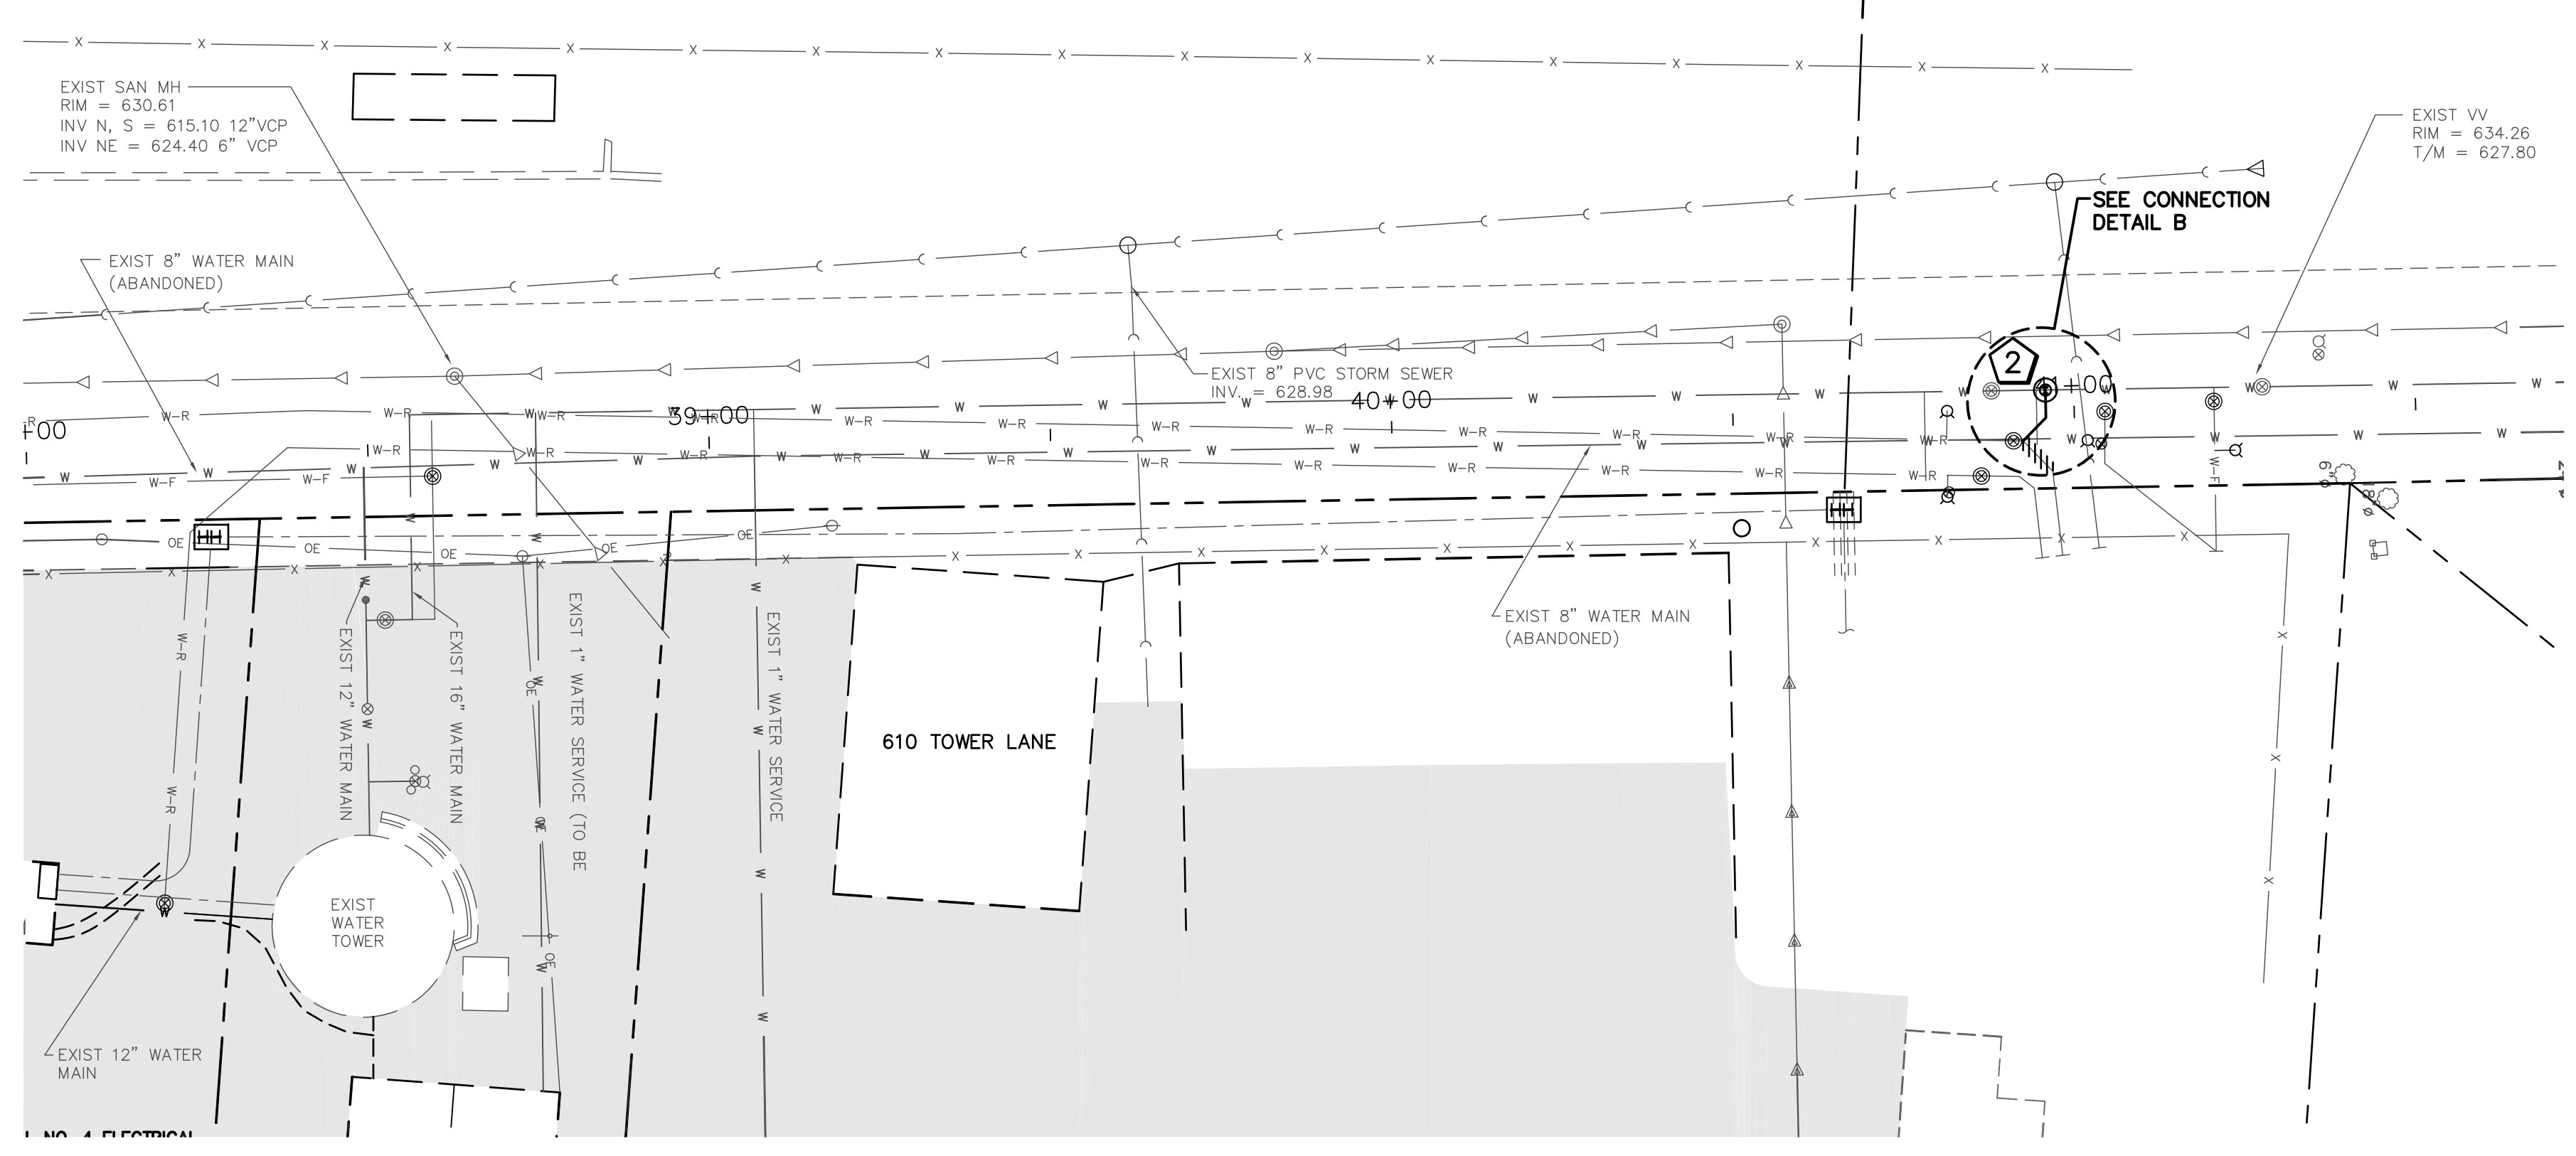 EXIST SAN MH
RIM = 630.61
INV N, S = 615.10 12"VCP
INV NE = 624.40 6" VCP
EXIST VV
RIM = 634.26
T/M = 627.80
SEE CONNECTION
DETAIL B
EXIST 8" WATER MAIN
(ABANDONED)
EXIST 8" PVC STORM SEWER
INV. = 628.98
2
+00
39+00
40+00
+00
EXIST 8" WATER MAIN
(ABANDONED)
EXIST 12" WATER MAIN
EXIST 16" WATER MAIN
EXIST 1" WATER SERVICE (TO BE
EXIST 1" WATER SERVICE
610 TOWER LANE
EXIST
WATER
TOWER
EXIST 12" WATER
MAIN